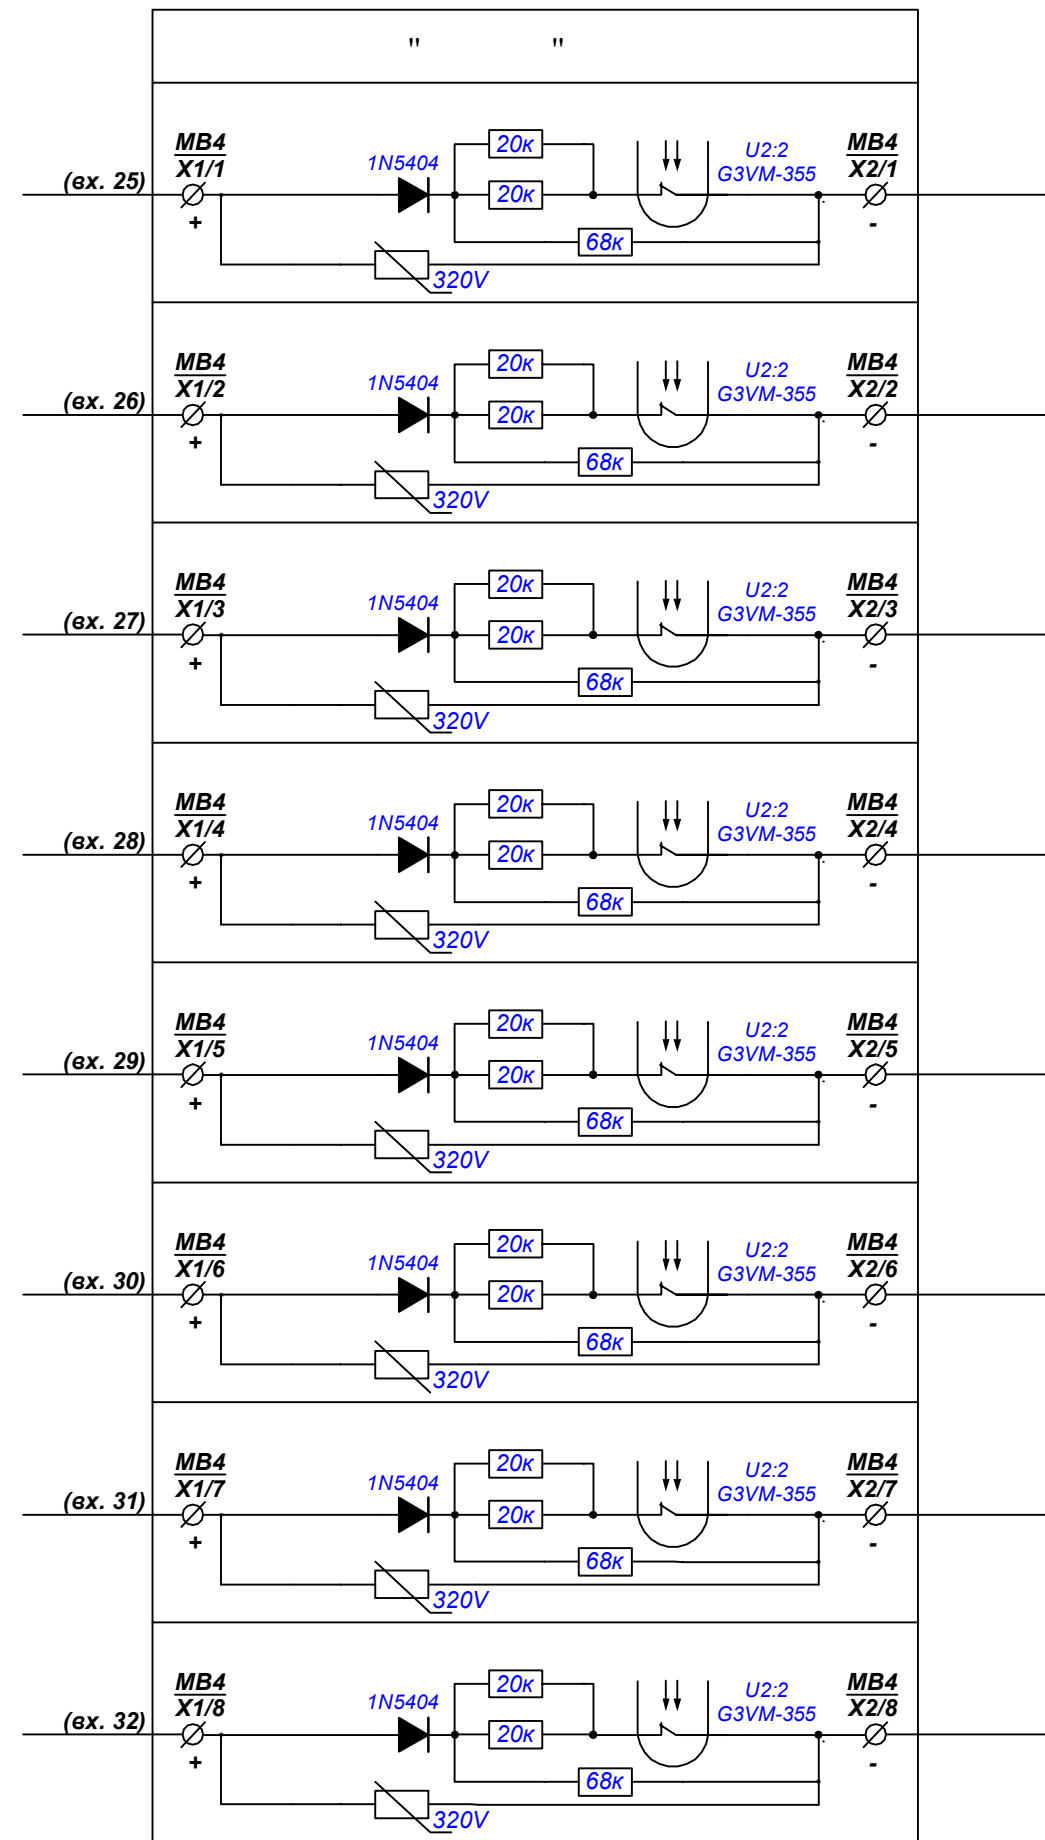 " "
MB4
X1/1
(вх. 25)
+
1N5404
20к
20к
68к
320V
U2:2
G3VM-355
MB4
X2/1
-
MB4
X1/2
(вх. 26)
+
1N5404
20к
20к
68к
320V
U2:2
G3VM-355
MB4
X2/2
-
MB4
X1/3
(вх. 27)
+
1N5404
20к
20к
68к
320V
U2:2
G3VM-355
MB4
X2/3
-
MB4
X1/4
(вх. 28)
+
1N5404
20к
20к
68к
320V
U2:2
G3VM-355
MB4
X2/4
-
MB4
X1/5
(вх. 29)
+
1N5404
20к
20к
68к
320V
U2:2
G3VM-355
MB4
X2/5
-
MB4
X1/6
(вх. 30)
+
1N5404
20к
20к
68к
320V
U2:2
G3VM-355
MB4
X2/6
-
MB4
X1/7
(вх. 31)
+
1N5404
20к
20к
68к
320V
U2:2
G3VM-355
MB4
X2/7
-
MB4
X1/8
(вх. 32)
+
1N5404
20к
20к
68к
320V
U2:2
G3VM-355
MB4
X2/8
-